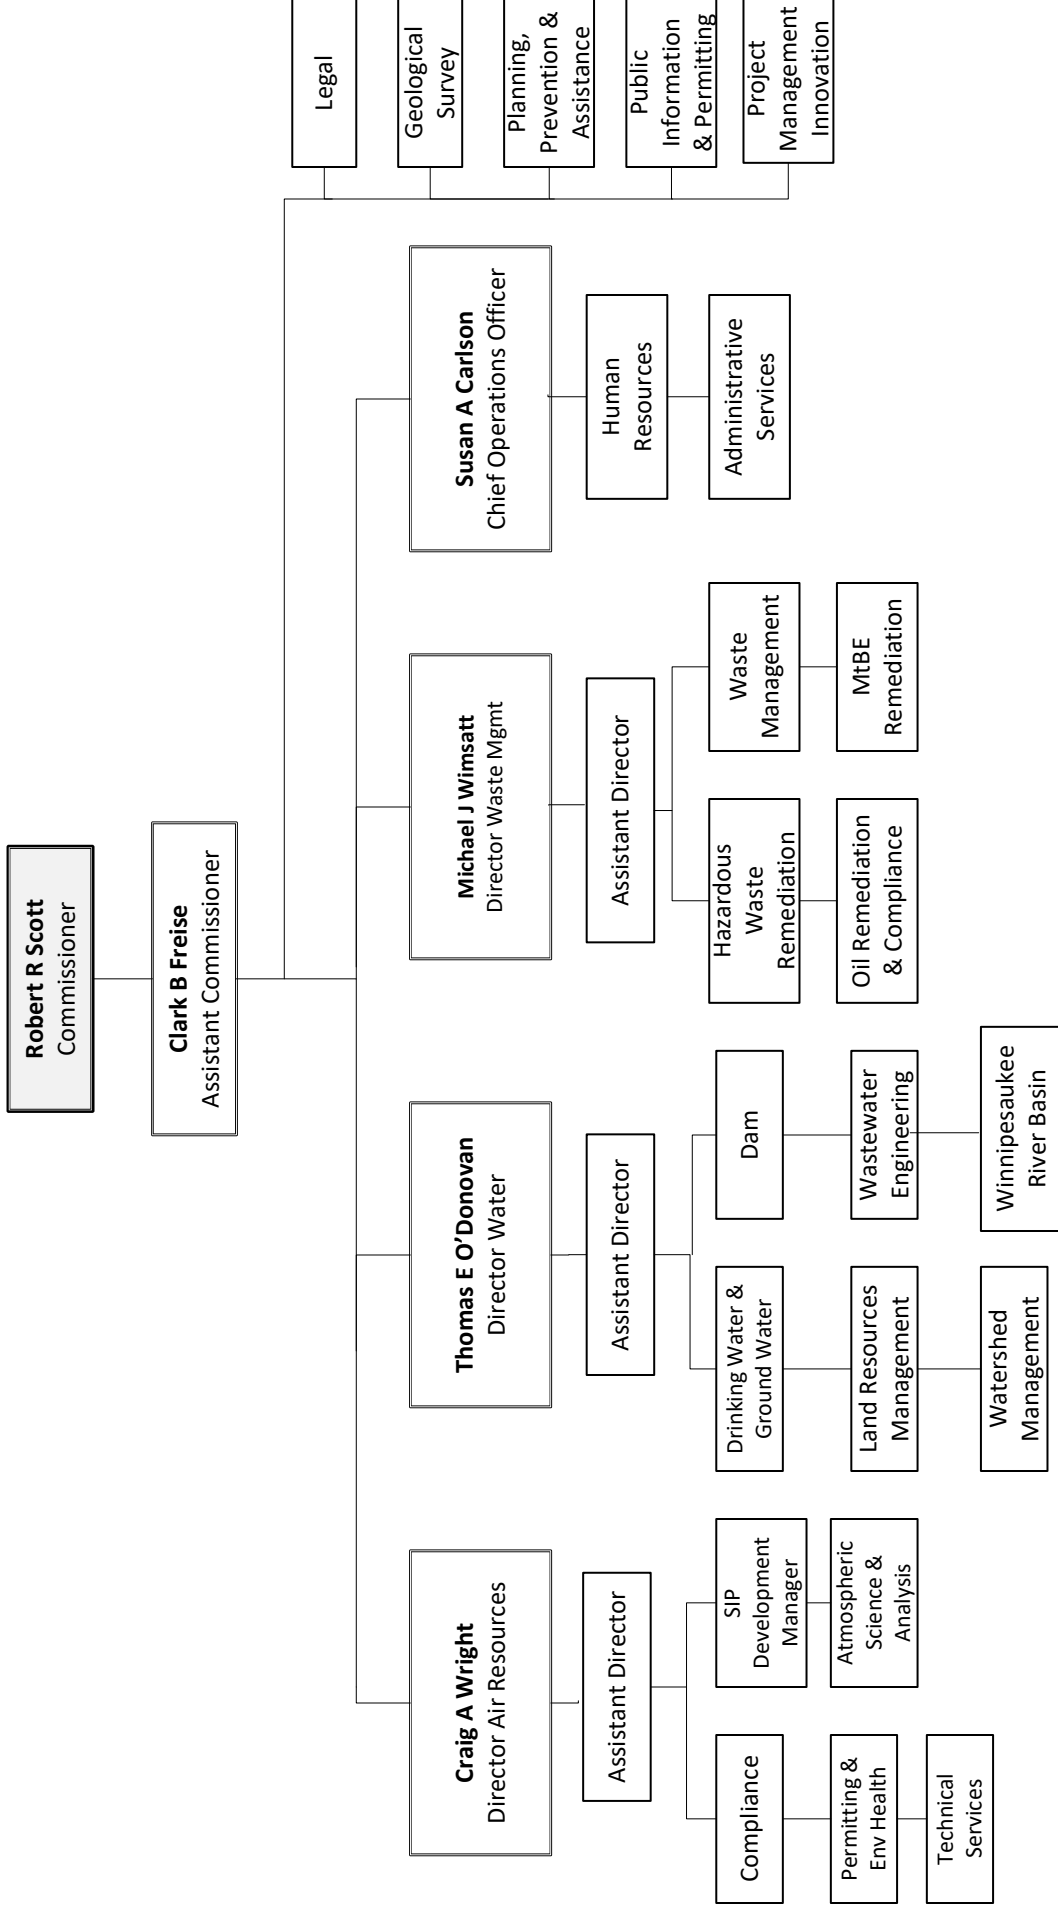 Robert R Scott
Commissioner
Clark B Freise
Assistant Commissioner
Legal
Geological
Survey
Planning,
Prevention &
Assistance
Public
Information
& Permitting
Project
Management
Innovation
Craig A Wright
Director Air Resources
Thomas E O’Donovan
Director Water
Michael J Wimsatt
Director Waste Mgmt
Susan A Carlson
Chief Operations Officer
Assistant Director
Compliance
Permitting &
Env Health
Technical
Services
SIP
Development
Manager
Atmospheric
Science &
Analysis
Assistant Director
Drinking Water &
Ground Water
Land Resources
Management
Watershed
Management
Dam
Wastewater
Engineering
Winnipesaukee
River Basin
Assistant Director
Hazardous
Waste
Remediation
Oil Remediation
& Compliance
Waste
Management
MtBE
Remediation
Human
Resources
Administrative
Services